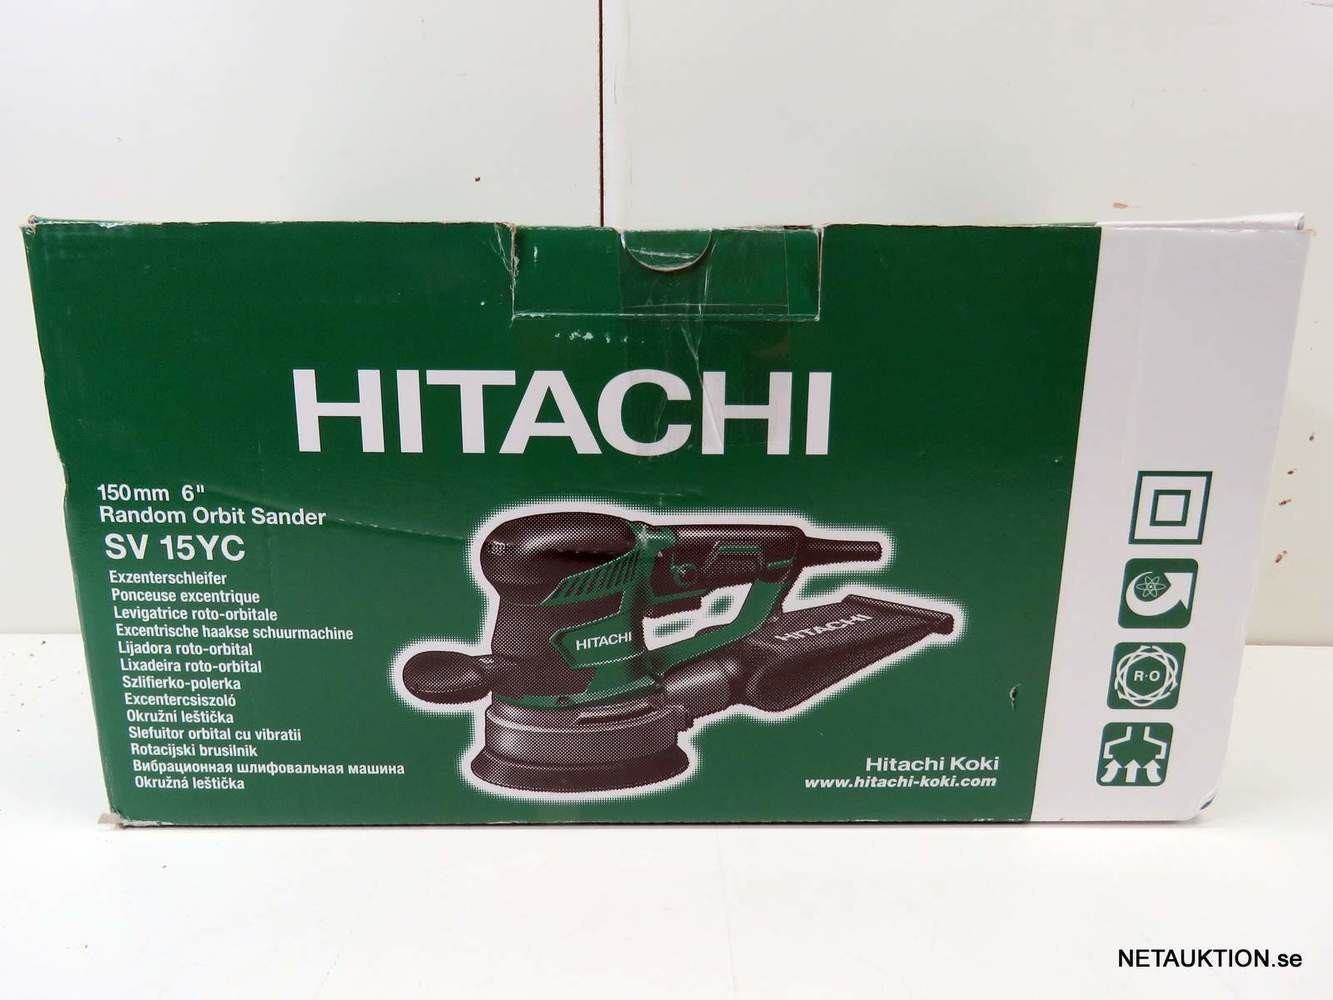 HITACHI
150mm 6"
Random Orbit Sander
SV 15YC
Exzenterschleifer
Ponceuse excentrique
Levigatrice roto-orbitale
Excentrische haakse schuurmachine
Lijadora roto-orbital
Lixadeira roto-orbital
Szlifierko-polerka
Excentercsiszoló
Okružní leštička
Slefuitor orbital cu vibratii
Rotacijski brusilnik
Вибрационная шлифовальная машина
Okružná leštička
HITACHI
HITACHI
R·O
Hitachi Koki
www.hitachi-koki.com
NETAUKTION.se